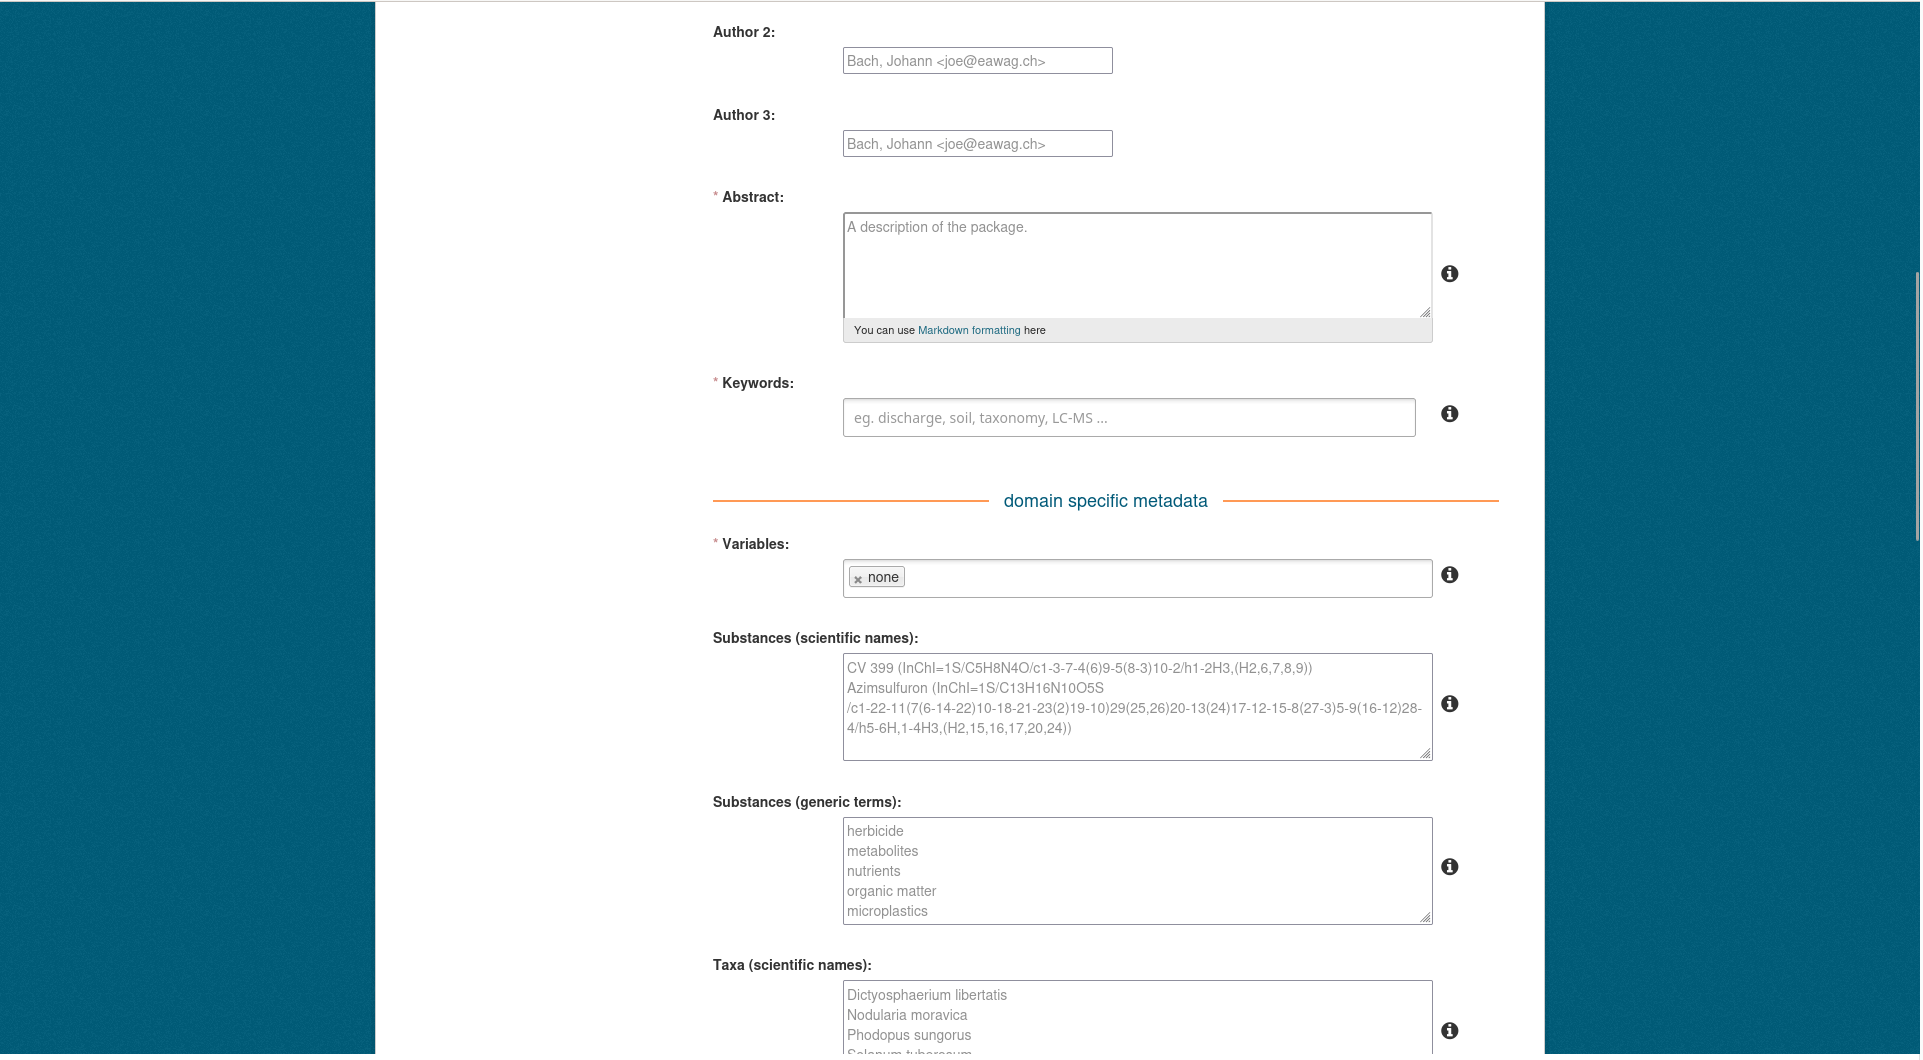 Author 2:
Bach, Johann <joe@eawag.ch>
Author 3:
Bach, Johann <joe@eawag.ch>
* Abstract:
A description of the package.
You can use Markdown formatting here
* Keywords:
eg. discharge, soil, taxonomy, LC-MS ...
domain specific metadata
* Variables:
none
Substances (scientific names):
CV 399 (InChI=1S/C5H8N4O/c1-3-7-4(6)9-5(8-3)10-2/h1-2H3,(H2,6,7,8,9))
Azimsulfuron (InChI=1S/C13H16N10O5S
/c1-22-11(7(6-14-22)10-18-21-23(2)19-10)29(25,26)20-13(24)17-12-15-8(27-3)5-9(16-12)28-
4/h5-6H,1-4H3,(H2,15,16,17,20,24))
Substances (generic terms):
herbicide
metabolites
nutrients
organic matter
microplastics
Taxa (scientific names):
Dictyosphaerium libertatis
Nodularia moravica
Phodopus sungorus